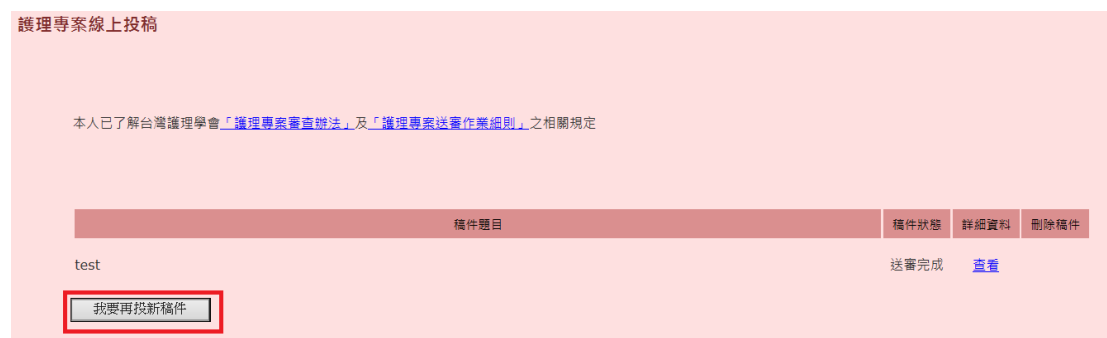 護理專案線上投稿
本人已了解台灣護理學會「護理專案審查辦法」及「護理專案送審作業細則」之相關規定
稿件題目 稿件狀態 詳細資料 刪除稿件
test 送審完成 查看
我要再投新稿件